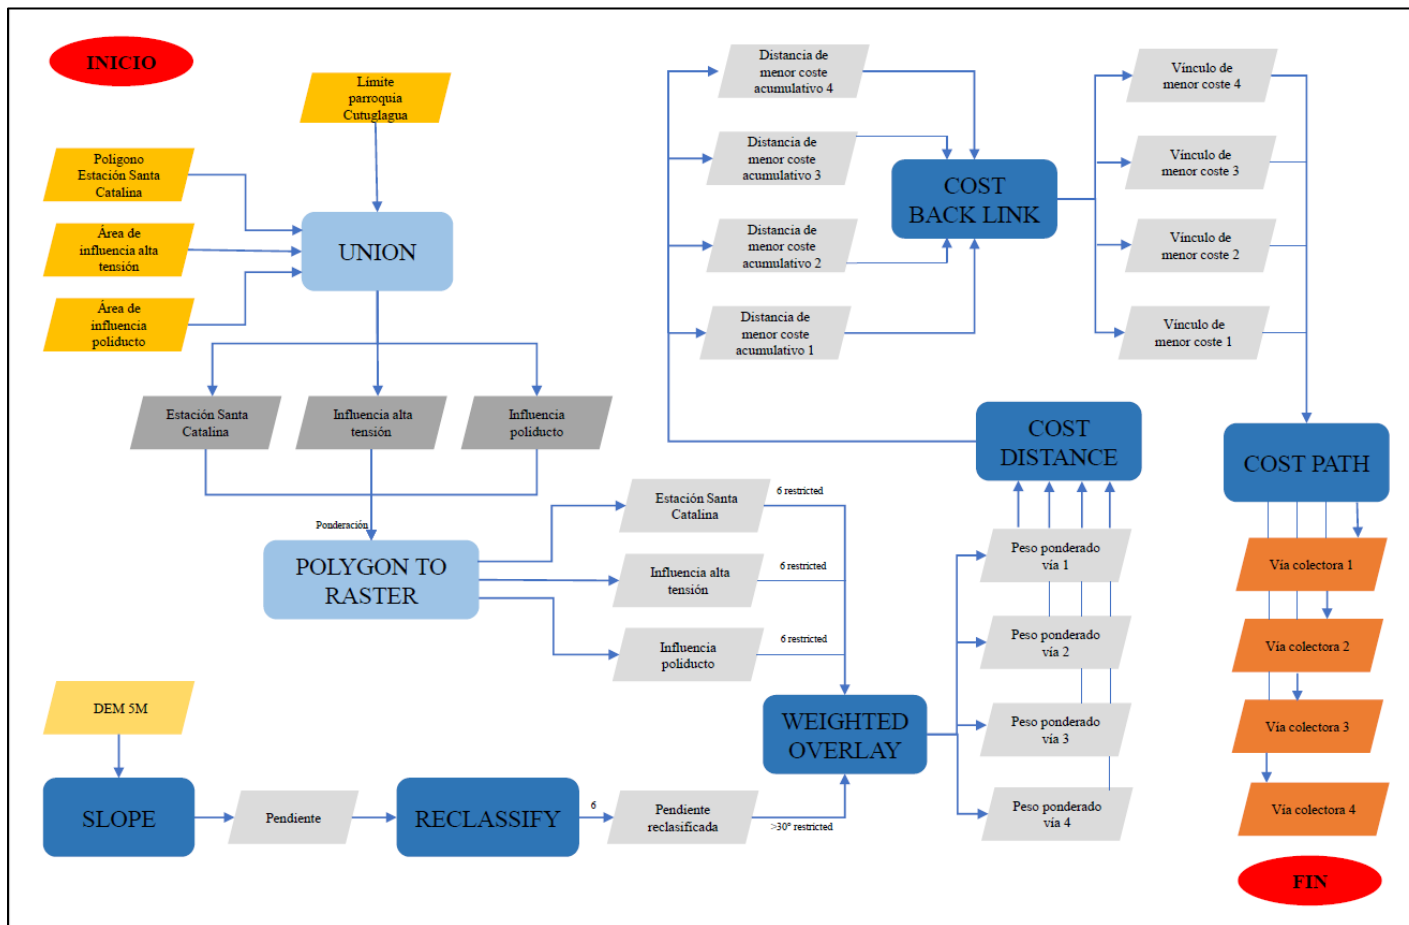 INICIO
Límite
parroquia
Cutuglagua
Poligono
Estación Santa
Catalina
Área de
influencia alta
tensión
Área de
influencia
poliducto
UNION
Estación Santa
Catalina
Influencia alta
tensión
Influencia
poliducto
Ponderación
POLYGON TO
RASTER
Estación Santa
Catalina
6 restricted
Influencia alta
tensión
6 restricted
Influencia
poliducto
6 restricted
DEM 5M
SLOPE
Pendiente
RECLASSIFY
6
Pendiente
reclasificada
>30° restricted
WEIGHTED
OVERLAY
Peso ponderado
vía 1
Peso ponderado
vía 2
Peso ponderado
vía 3
Peso ponderado
vía 4
COST
DISTANCE
Distancia de
menor coste
acumulativo 4
Distancia de
menor coste
acumulativo 3
Distancia de
menor coste
acumulativo 2
Distancia de
menor coste
acumulativo 1
COST
BACK LINK
Vínculo de
menor coste 4
Vínculo de
menor coste 3
Vínculo de
menor coste 2
Vínculo de
menor coste 1
COST PATH
Vía colectora 1
Vía colectora 2
Vía colectora 3
Vía colectora 4
FIN